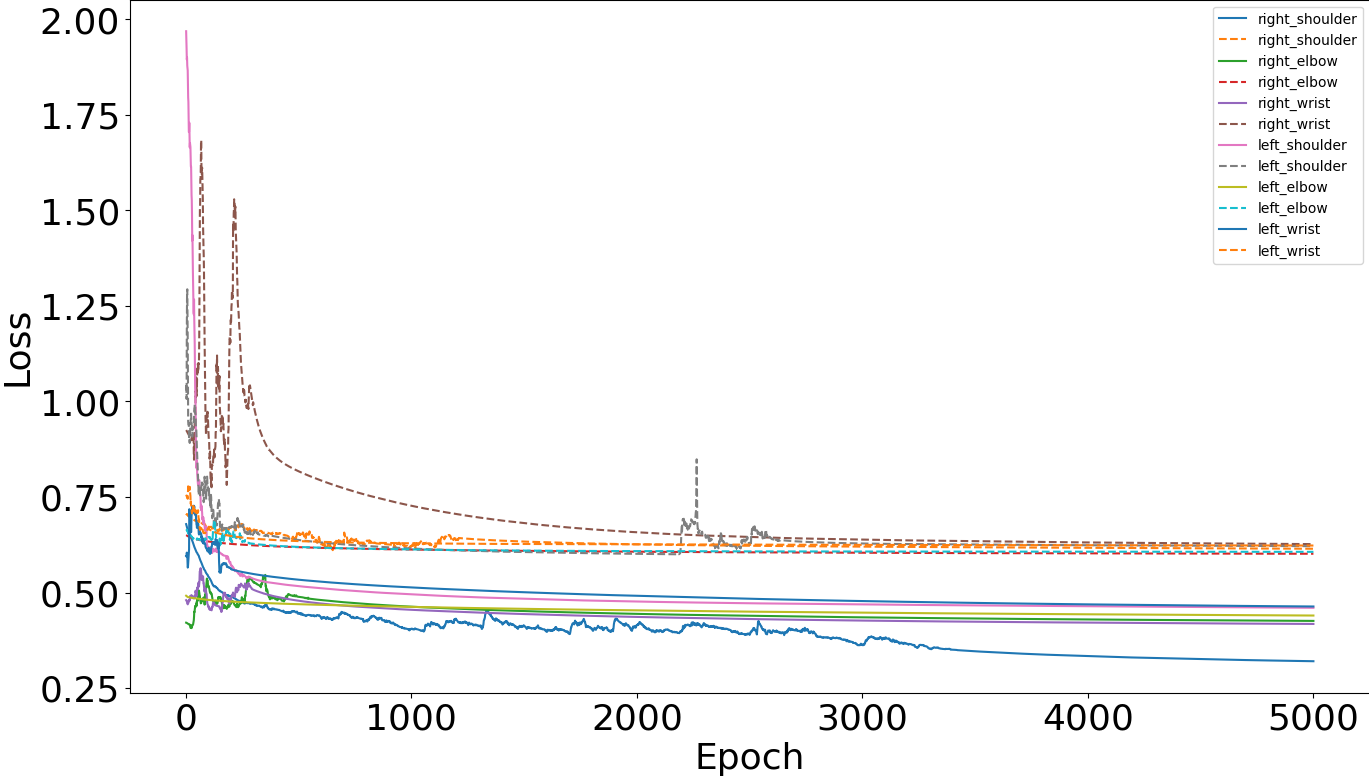 2.00
1.75
1.50
1.25
1.00
0.75
0.50
0.25
Loss
0
1000
2000
3000
4000
5000
Epoch
right_shoulder
right_shoulder
right_elbow
right_elbow
right_wrist
right_wrist
left_shoulder
left_shoulder
left_elbow
left_elbow
left_wrist
left_wrist